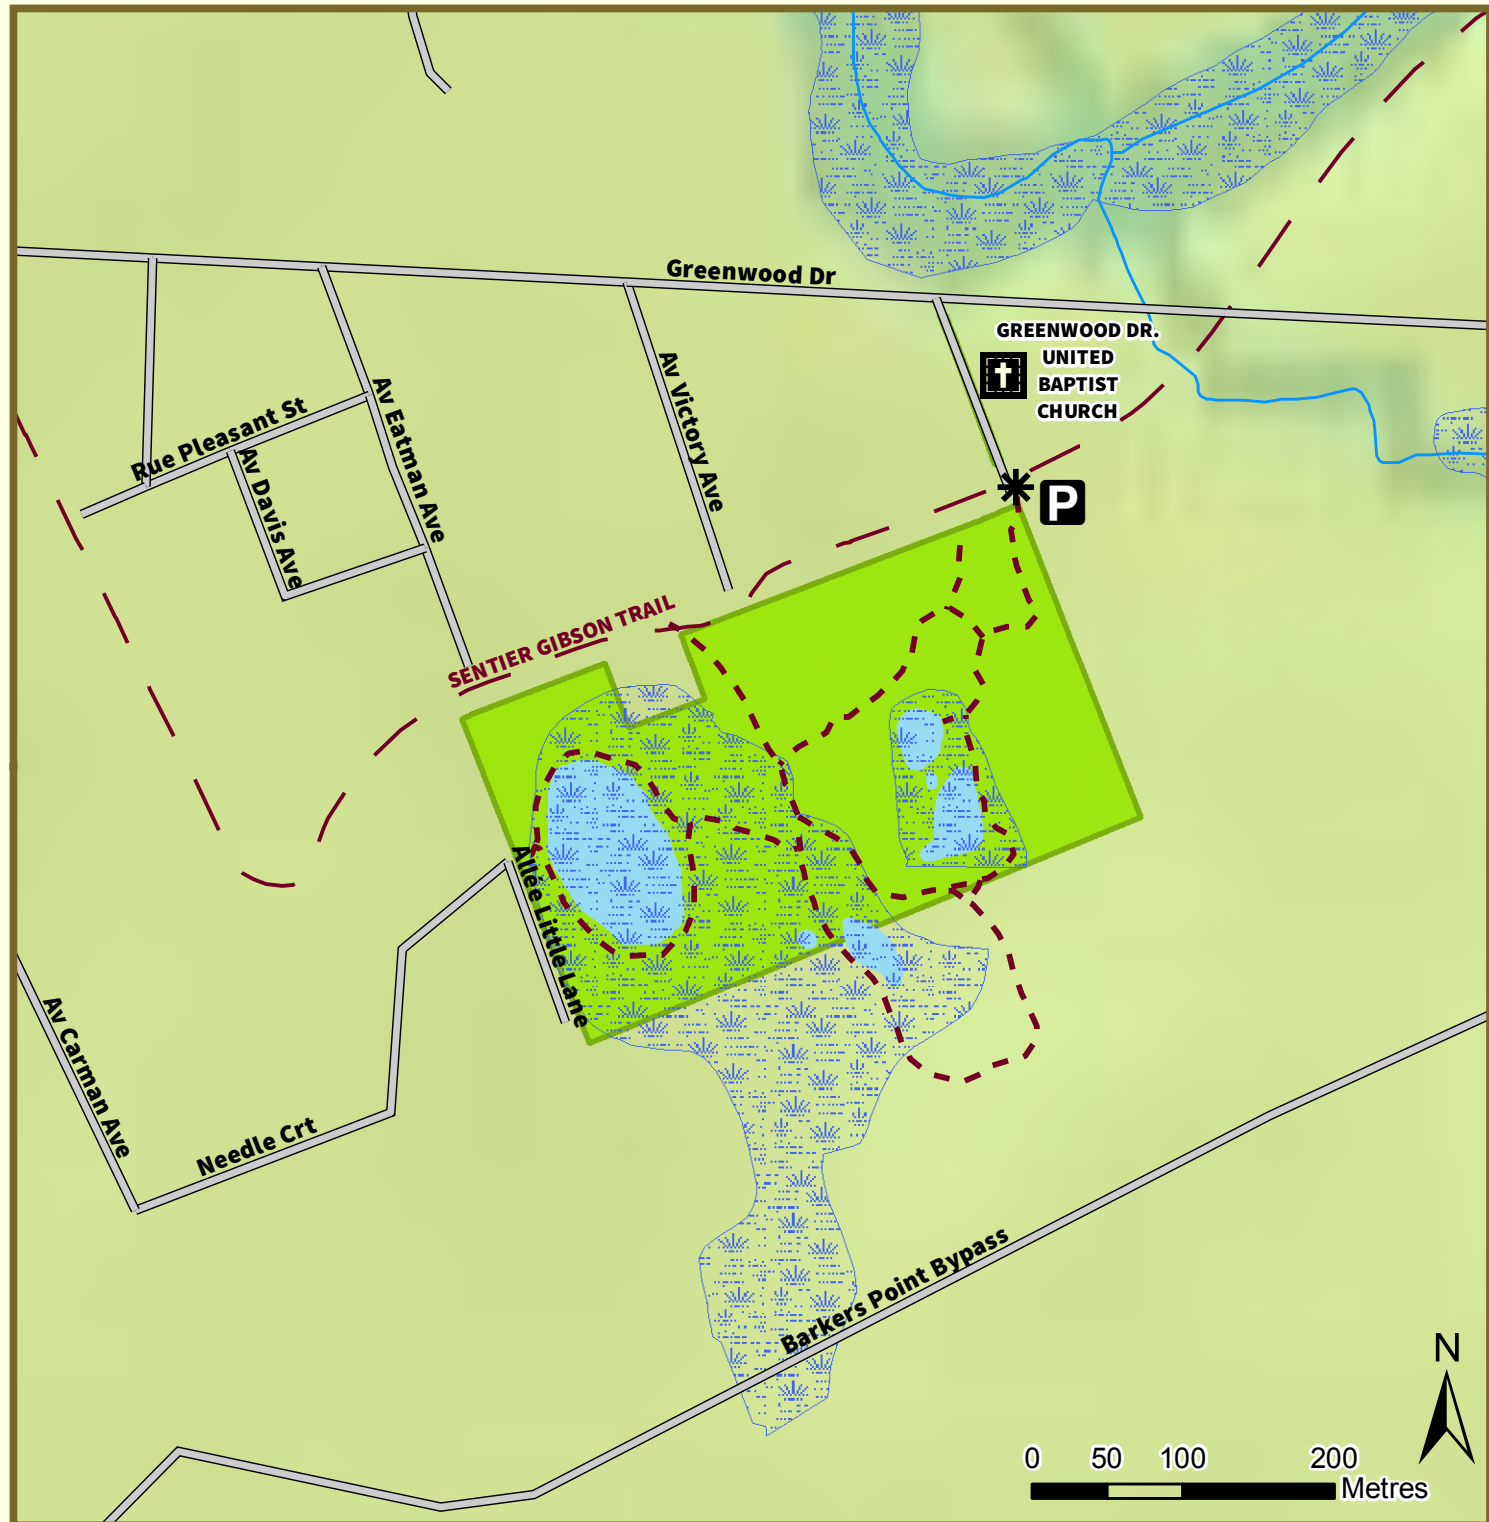 Greenwood Dr
GREENWOOD DR.
UNITED
BAPTIST
CHURCH
Av Victory Ave
Av Eatman Ave
Rue Pleasant St
Av Davis Ave
P
SENTIER GIBSON TRAIL
Allée Little Lane
Av Carman Ave
Needle Crt
Barkers Point Bypass
N
0 50 100 200
Metres